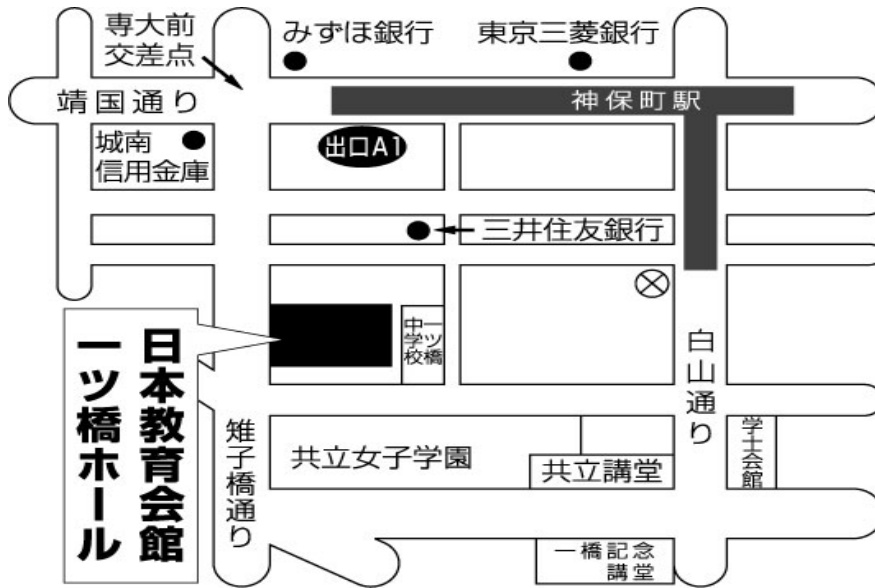 専大前
交差点
みずほ銀行
東京三菱銀行
靖国通り
神保町駅
城南
信用金庫
出口A1
三井住友銀行
一ツ橋
中学校
日本教育会館
一ツ橋ホール
白山通り
雉子橋通り
共立女子学園
共立講堂
学士会館
一橋記念
講堂